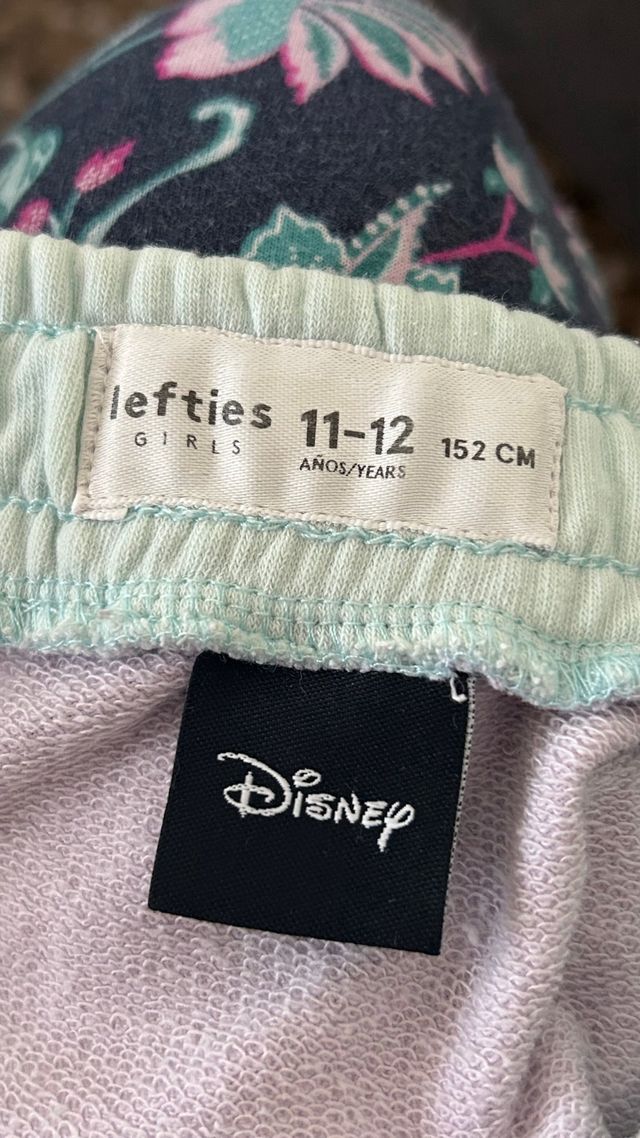 lefties
GIRLS
11-12
AÑOS/YEARS
152 CM
Disney